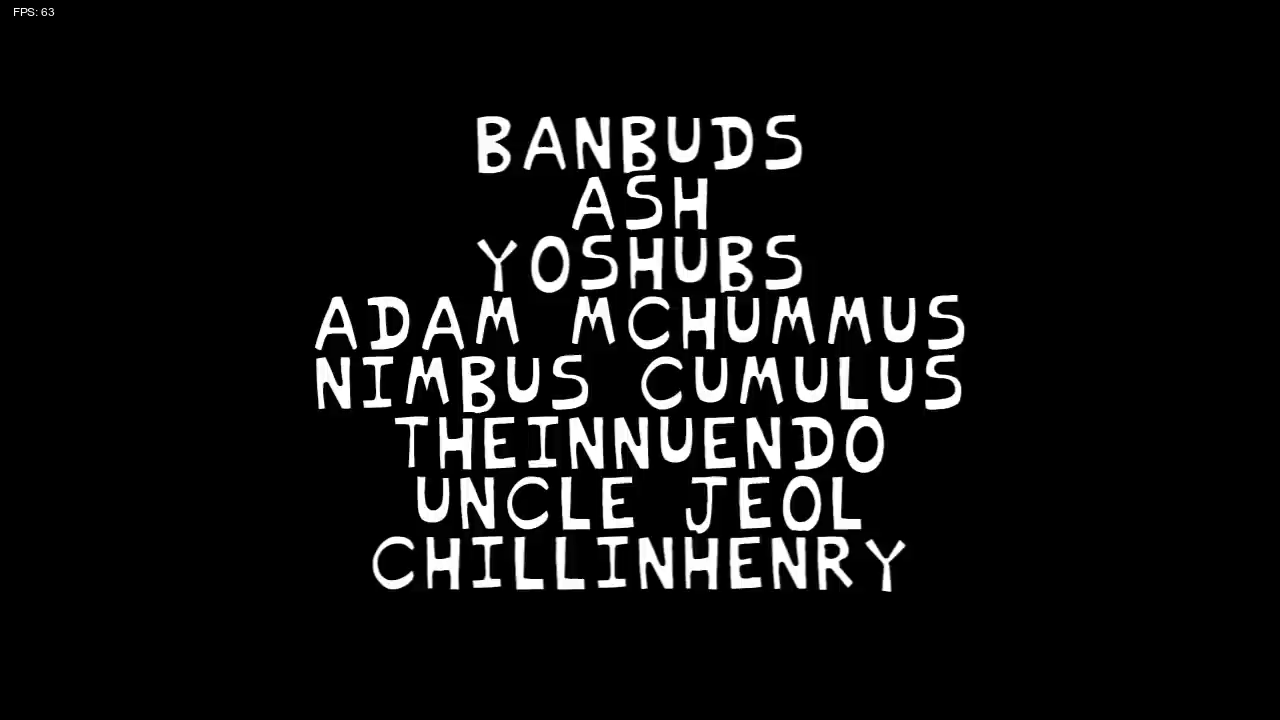 FPS: 63
BANBUDS
ASH
YOSHUBS
ADAM MCHUMMUS
NIMBUS CUMULUS
THEINNUENDO
UNCLE JEOL
CHILLINHENRY